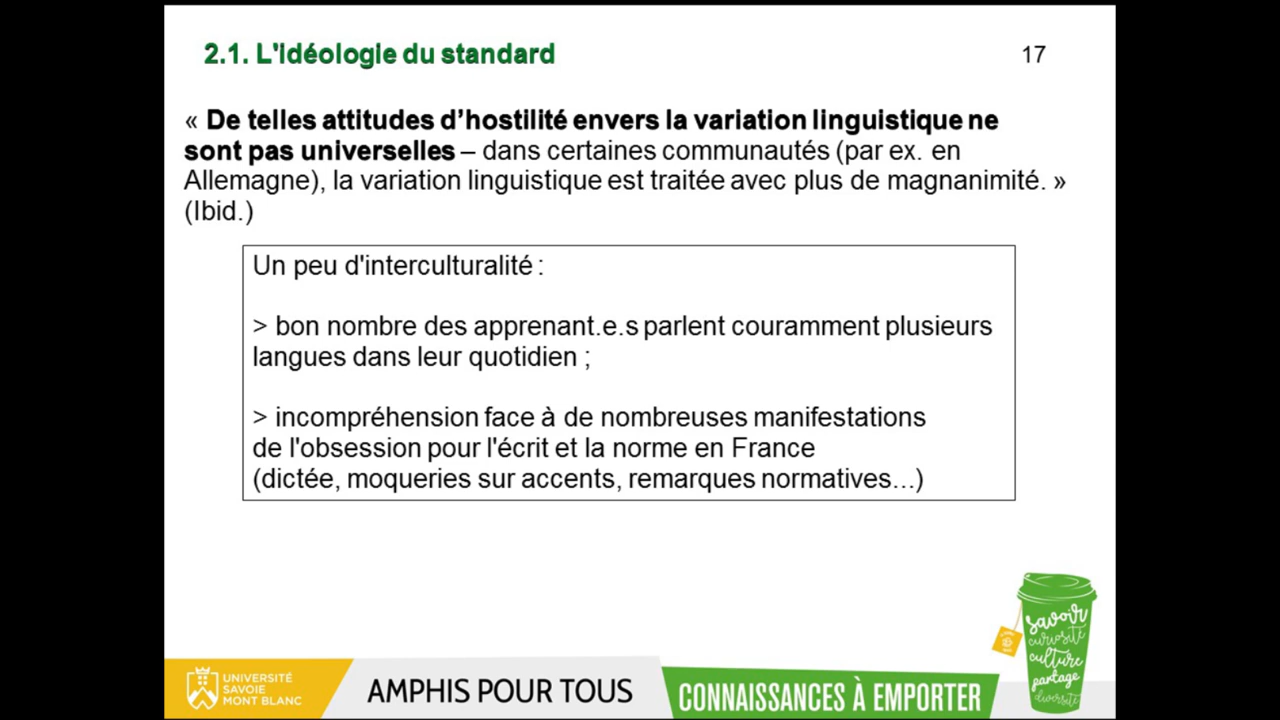 2.1. L'idéologie du standard
17
« De telles attitudes d’hostilité envers la variation linguistique ne
sont pas universelles – dans certaines communautés (par ex. en
Allemagne), la variation linguistique est traitée avec plus de magnanimité. »
(Ibid.)
Un peu d'interculturalité :
> bon nombre des apprenant.e.s parlent couramment plusieurs
langues dans leur quotidien ;
> incompréhension face à de nombreuses manifestations
de l'obsession pour l'écrit et la norme en France
(dictée, moqueries sur accents, remarques normatives...)
savoir
curiosité
culture
partage
diversité
UNIVERSITÉ
SAVOIE
MONT BLANC
AMPHIS POUR TOUS
CONNAISSANCES À EMPORTER